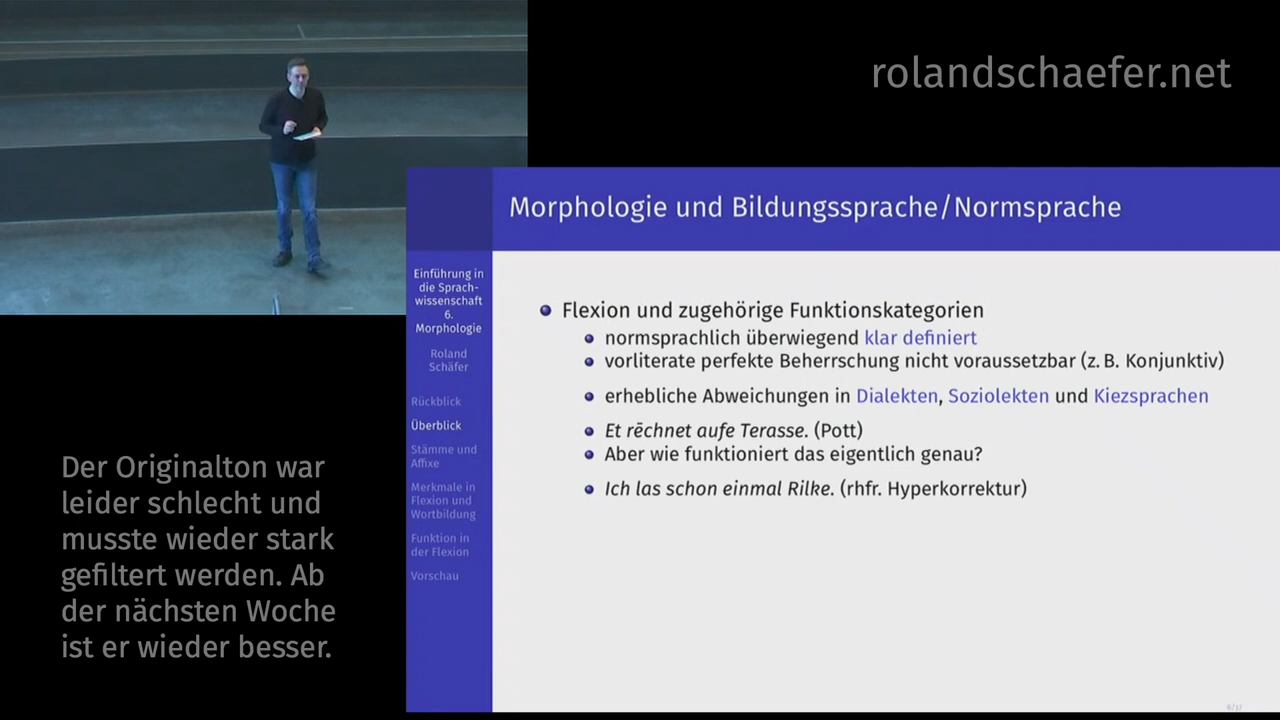 rolandschaefer.net
Morphologie und Bildungssprache/Normsprache
Einführung in
die Sprach-
wissenschaft
6.
Morphologie
Roland
Schäfer
Rückblick
Überblick
Stämme und
Affixe
Merkmale in
Flexion und
Wortbildung
Funktion in
der Flexion
Vorschau
Flexion und zugehörige Funktionskategorien
normsprachlich überwiegend klar definiert
vorliterate perfekte Beherrschung nicht voraussetzbar (z. B. Konjunktiv)
erhebliche Abweichungen in Dialekten, Soziolekten und Kiezsprachen
Et rēchnet aufe Terasse. (Pott)
Aber wie funktioniert das eigentlich genau?
Ich las schon einmal Rilke. (rhfr. Hyperkorrektur)
Der Originalton war
leider schlecht und
musste wieder stark
gefiltert werden. Ab
der nächsten Woche
ist er wieder besser.